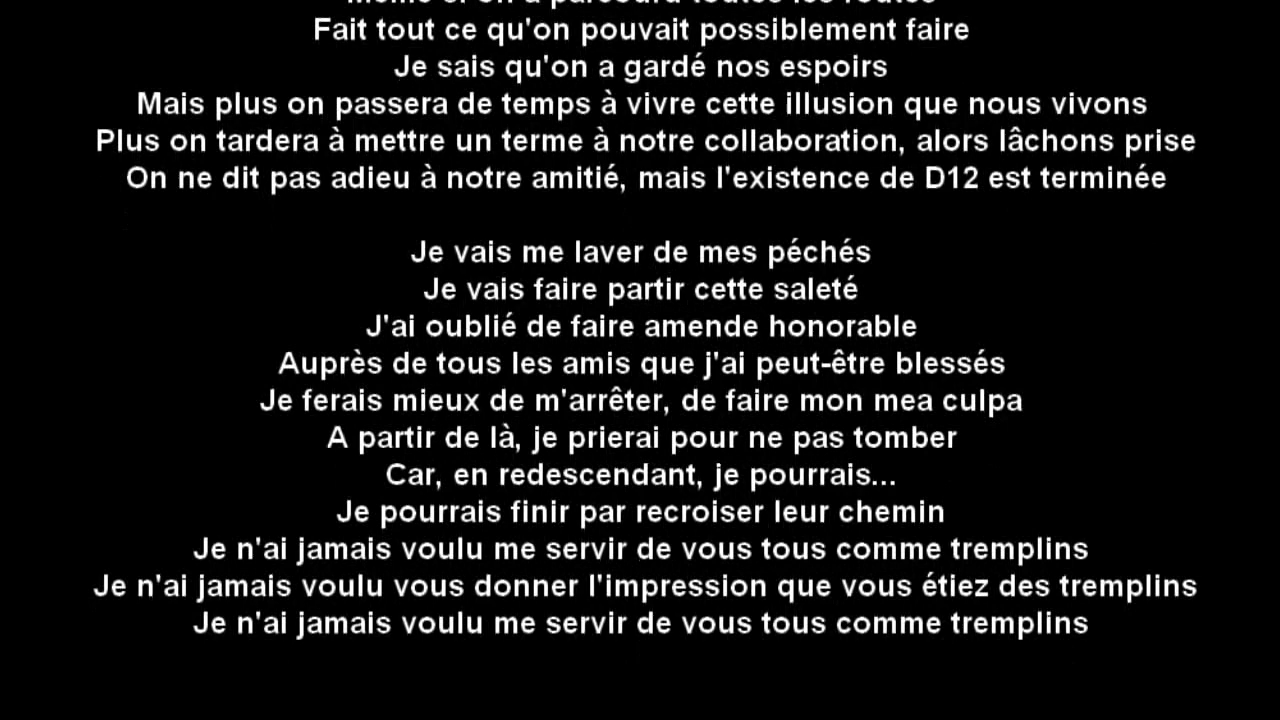 Fait tout ce qu'on pouvait possiblement faire
Je sais qu'on a gardé nos espoirs
Mais plus on passera de temps à vivre cette illusion que nous vivons
Plus on tardera à mettre un terme à notre collaboration, alors lâchons prise
On ne dit pas adieu à notre amitié, mais l'existence de D12 est terminée
Je vais me laver de mes péchés
Je vais faire partir cette saleté
J'ai oublié de faire amende honorable
Auprès de tous les amis que j'ai peut-être blessés
Je ferais mieux de m'arrêter, de faire mon mea culpa
A partir de là, je prierai pour ne pas tomber
Car, en redescendant, je pourrais...
Je pourrais finir par recroiser leur chemin
Je n'ai jamais voulu me servir de vous tous comme tremplins
Je n'ai jamais voulu vous donner l'impression que vous étiez des tremplins
Je n'ai jamais voulu me servir de vous tous comme tremplins